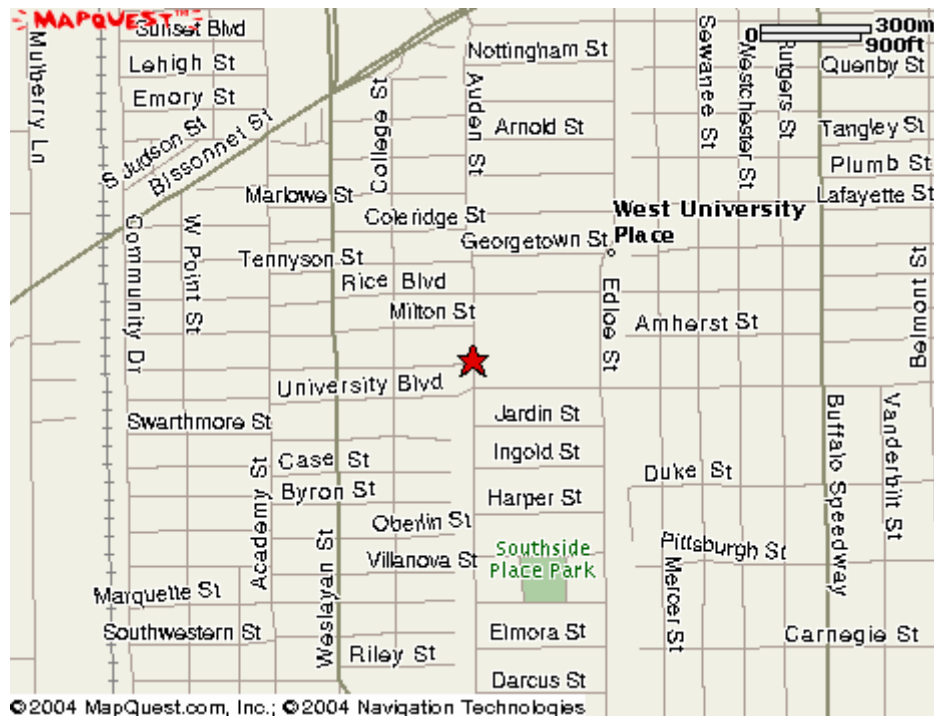 MAPQUEST
TM
Sunset Blvd
Nottingham St
0 300m
900ft
Mulberry Ln
Lehigh St
Sewanee St
Westchester St
Rutgers St
Quenby St
Emory St
College St
Auden St
Arnold St
Tangley St
S Judson St
Bissonnet St
Plumb St
Marlowe St
Lafayette St
Coleridge St
West University
Place
Community Dr
W Point St
Georgetown St
Tennyson St
Rice Blvd
Edloe St
Belmont St
Milton St
Amherst St
University Blvd
Swarthmore St
Jardin St
Buffalo Speedway
Vanderbilt St
Case St
Ingold St
Academy St
Byron St
Duke St
Harper St
Oberlin St
Weslayan St
Villanova St
Southside
Place Park
Pittsburgh St
Mercer St
Marquette St
Southwestern St
Elmora St
Carnegie St
Riley St
Darcus St
©2004 MapQuest.com, Inc.; ©2004 Navigation Technologies